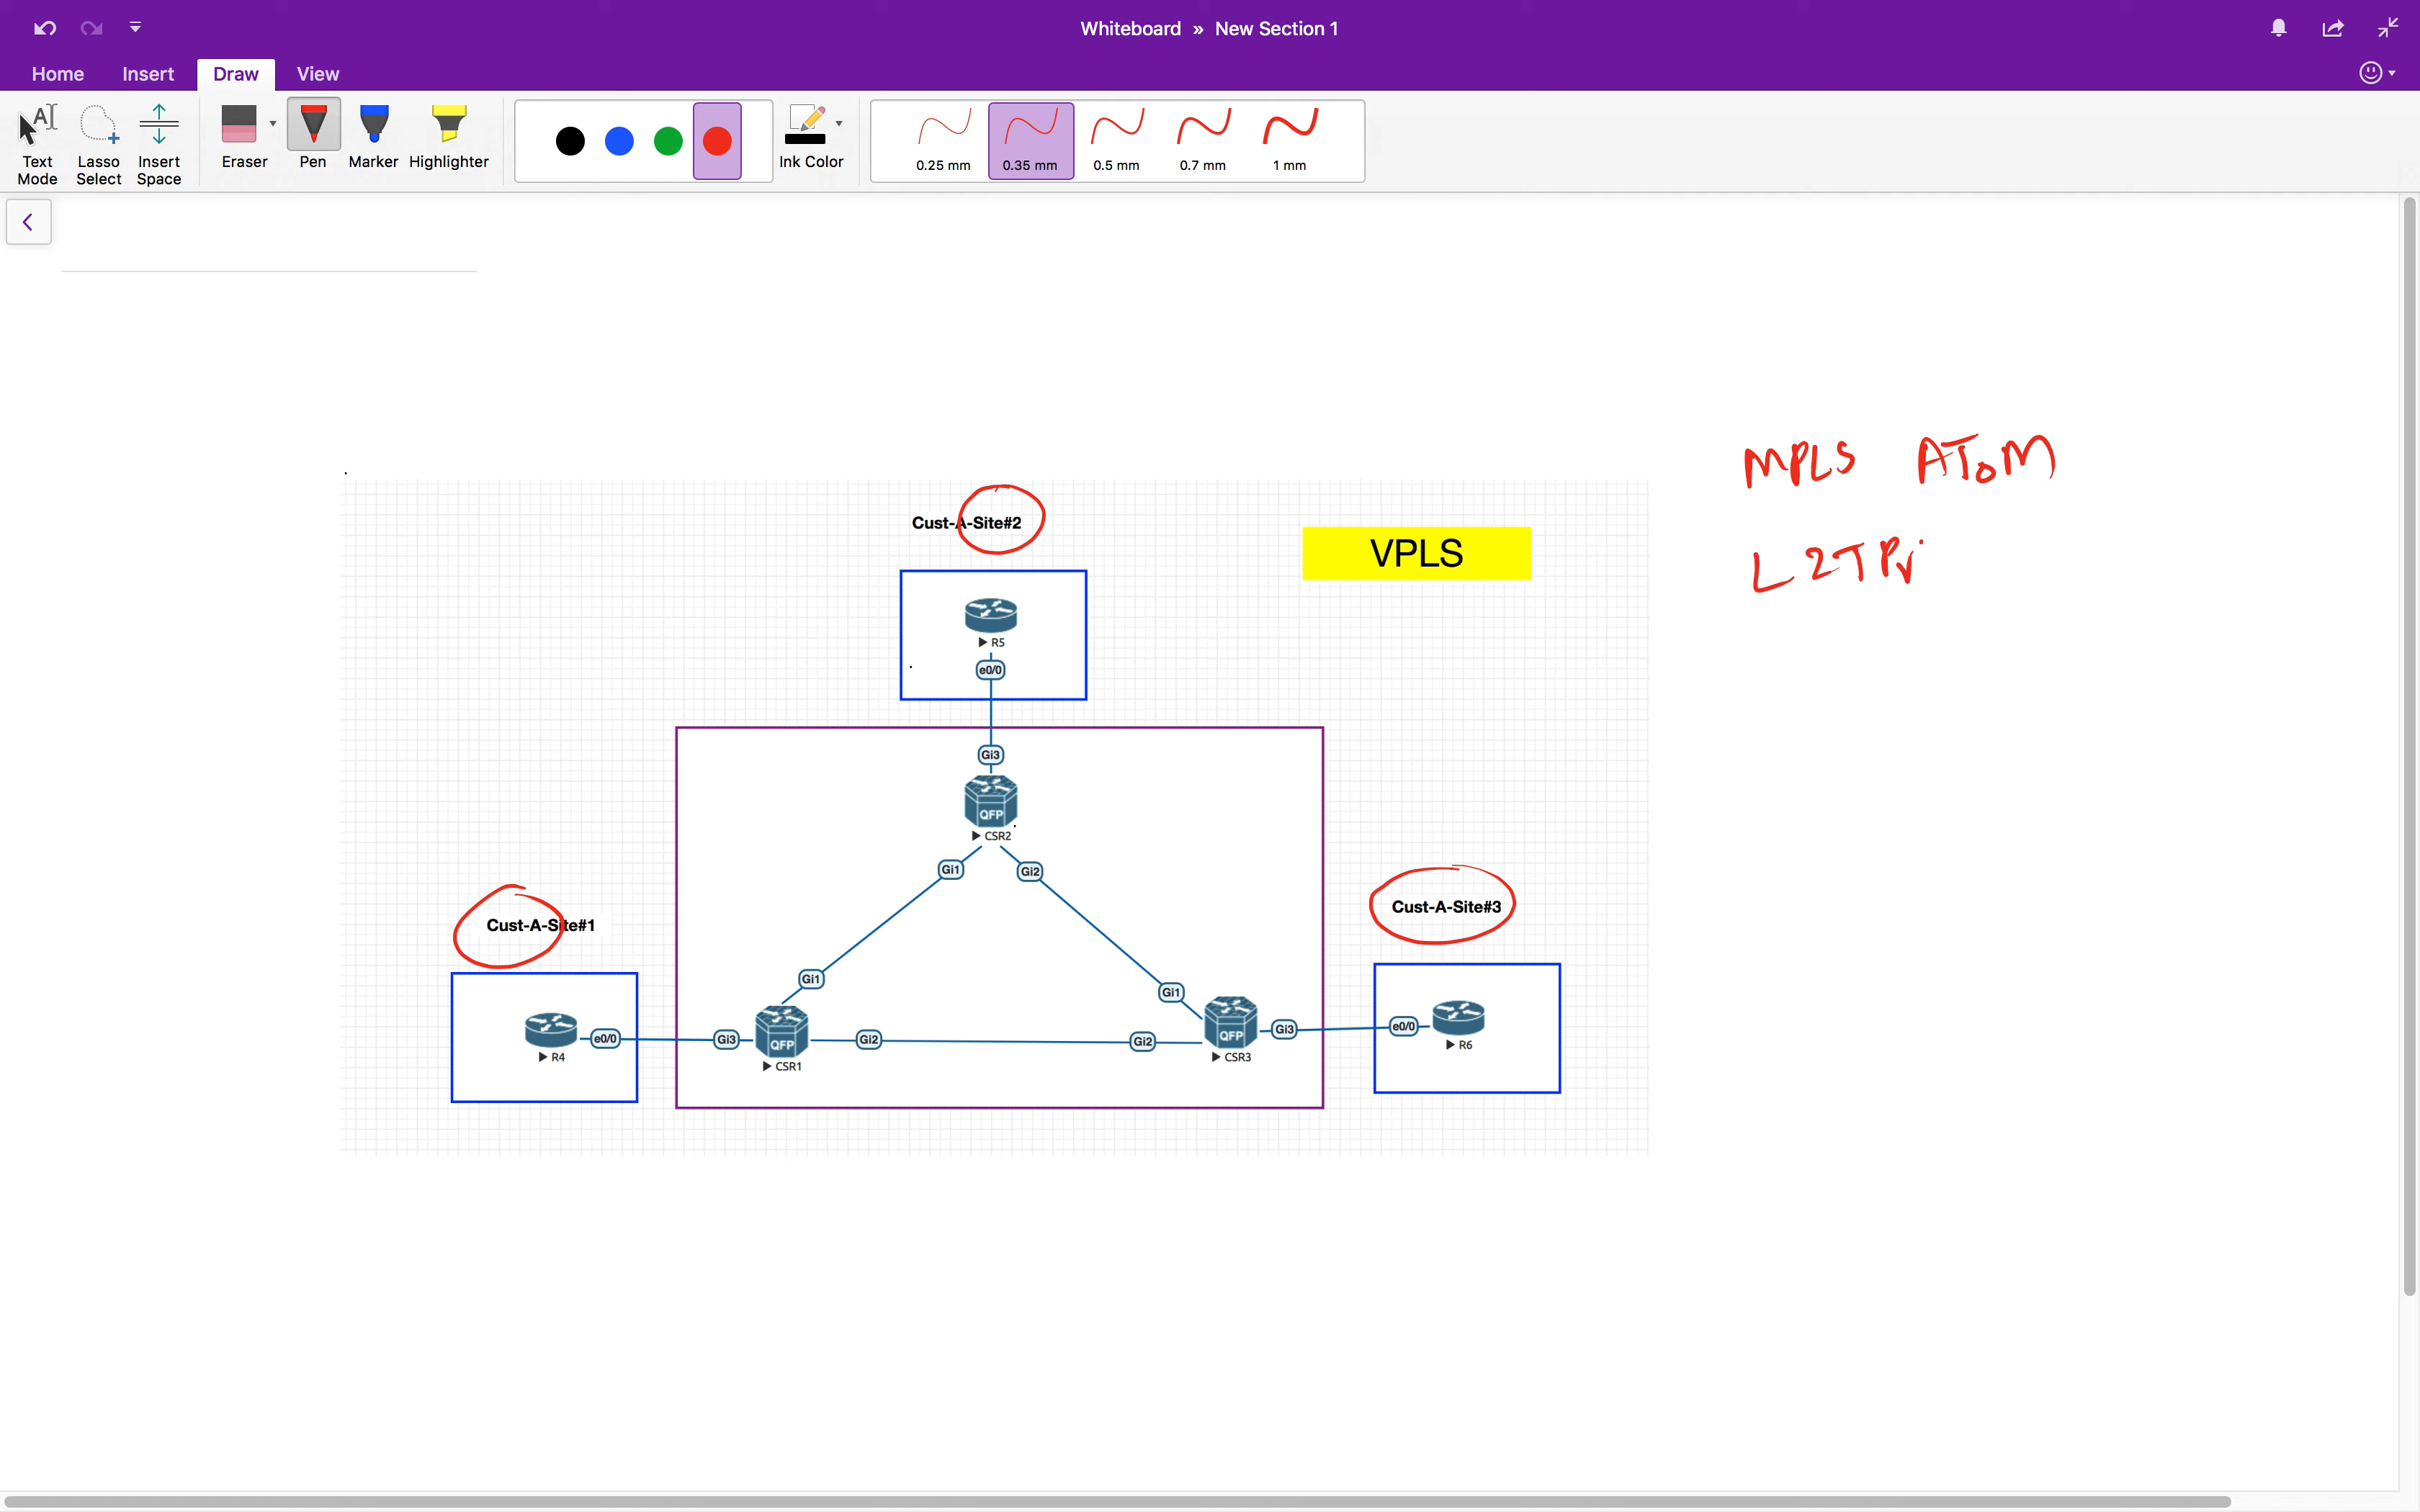 Whiteboard » New Section 1
Home Insert Draw View
Text Mode
Lasso Select
Insert Space
Eraser
Pen
Marker
Highlighter
Ink Color
0.25 mm
0.35 mm
0.5 mm
0.7 mm
1 mm
MPLS ATOM
L2TPv
Cust-A-Site#2
VPLS
R5
e0/0
Gi3
QFP
CSR2
Gi1
Gi2
Cust-A-Site#1
Cust-A-Site#3
Gi1
Gi1
R4
e0/0
Gi3
QFP
CSR1
Gi2
Gi2
QFP
CSR3
Gi3
e0/0
R6